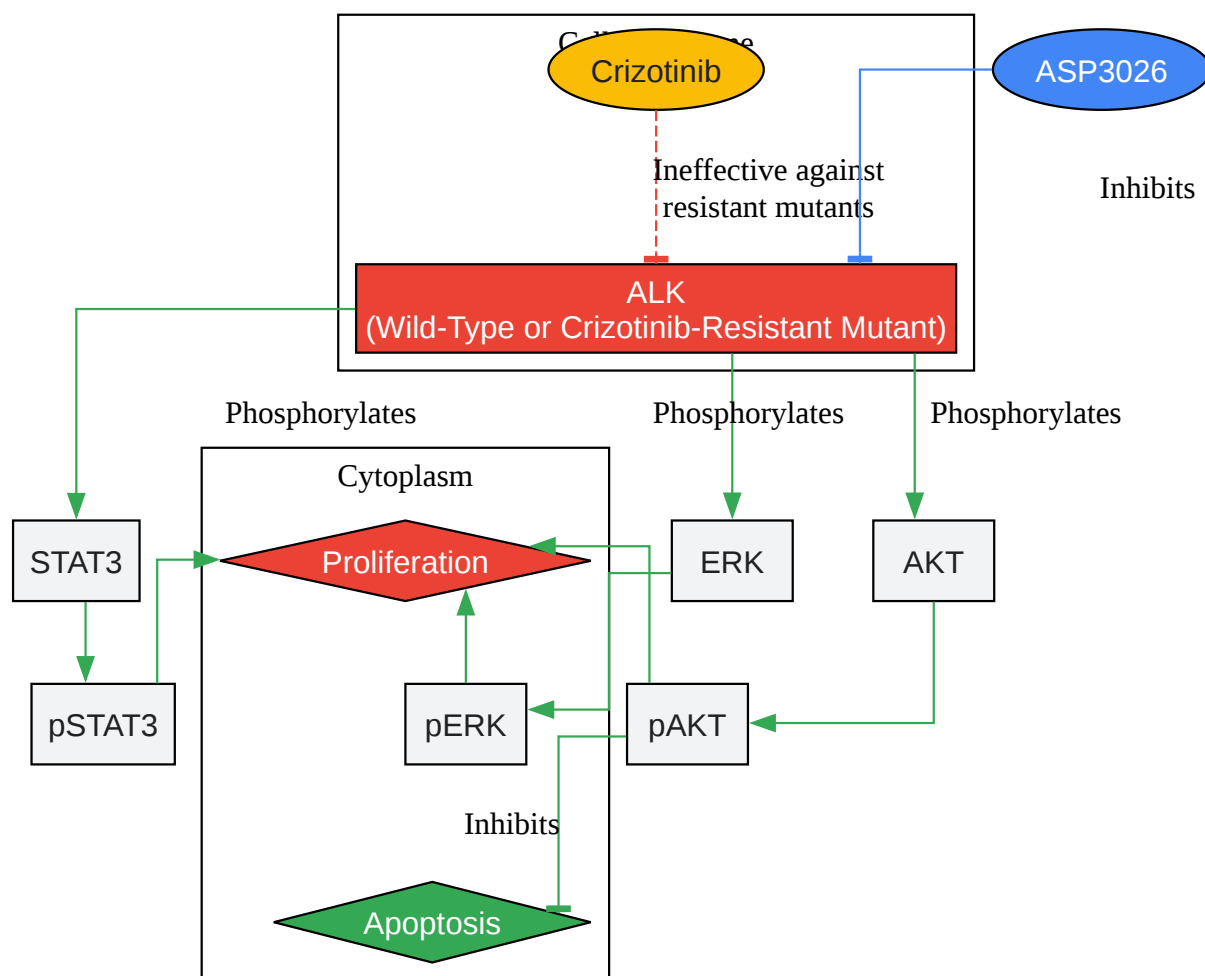 Crizotinib
ASP3026
Ineffective against
resistant mutants
Inhibits
ALK
(Wild-Type or Crizotinib-Resistant Mutant)
Phosphorylates
Phosphorylates
Phosphorylates
Cytoplasm
STAT3
Proliferation
ERK
AKT
pSTAT3
pERK
pAKT
Inhibits
Apoptosis